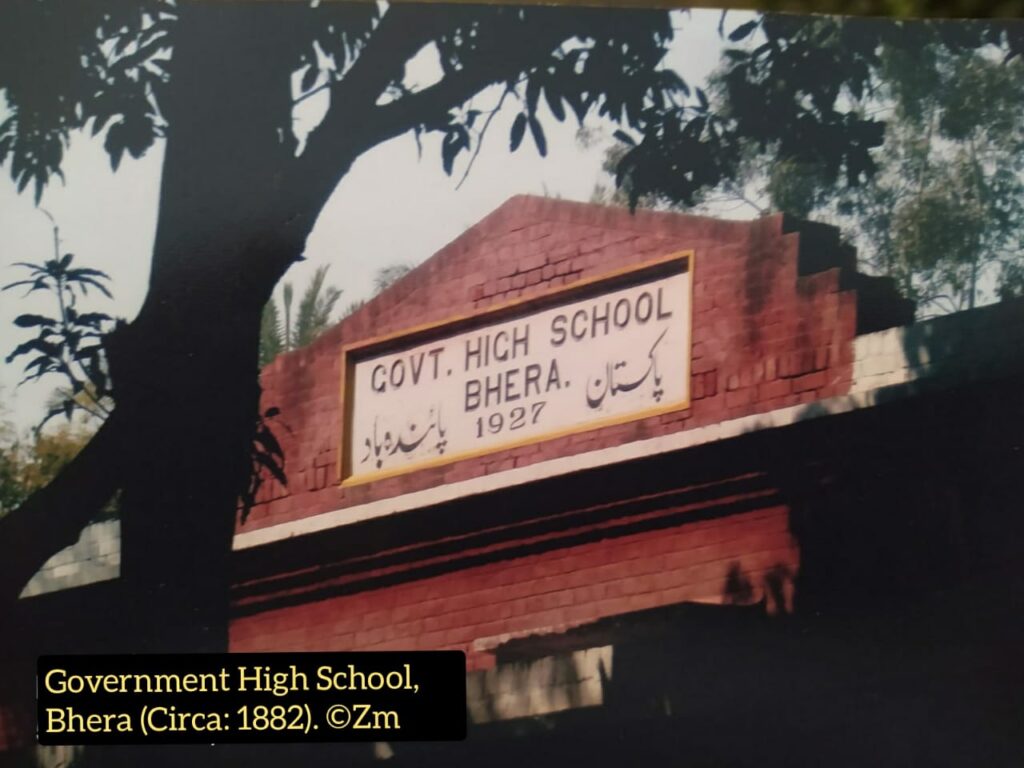 GOVT. HIGH SCHOOL
BHERA.
پاکستان
پائندہ باد
1927
Government High School,
Bhera (Circa: 1882). ©Zm